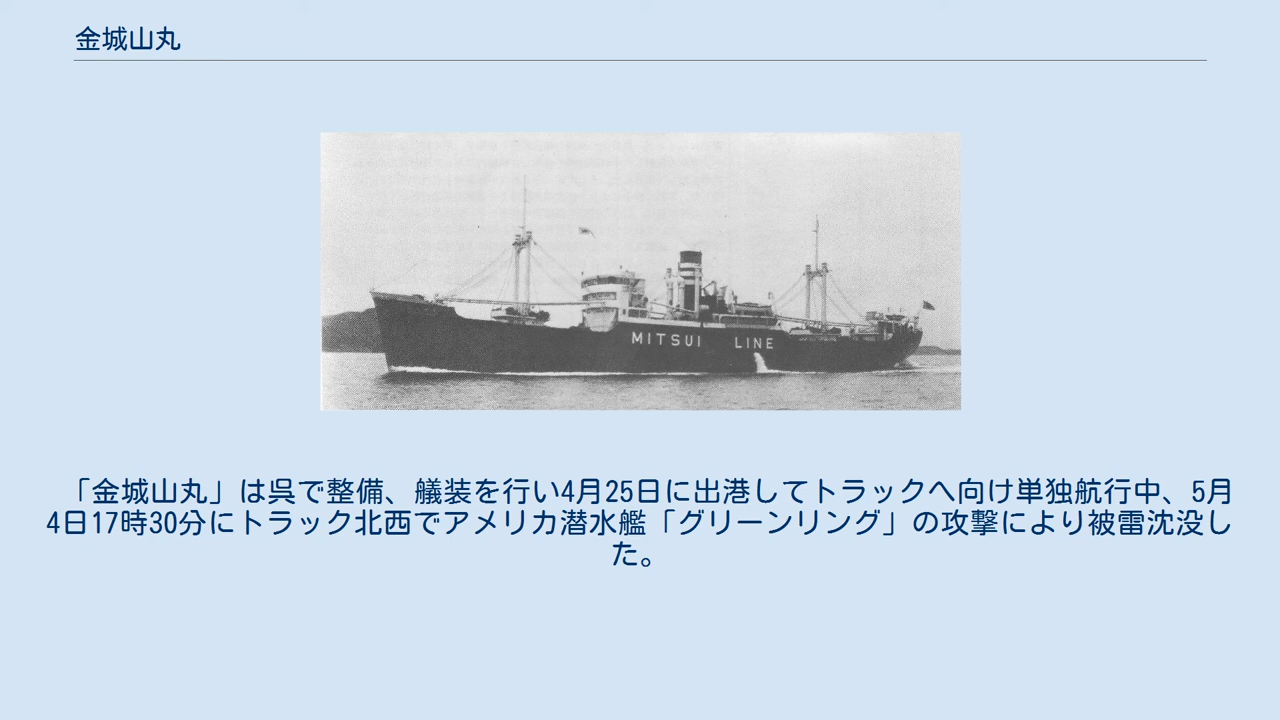 金城山丸
MITSUI LINE
「金城山丸」は呉で整備、艤装を行い4月25日に出港してトラックへ向け単独航行中、5月
4日17時30分にトラック北西でアメリカ潜水艦「グリーンリング」の攻撃により被雷沈没し
た。